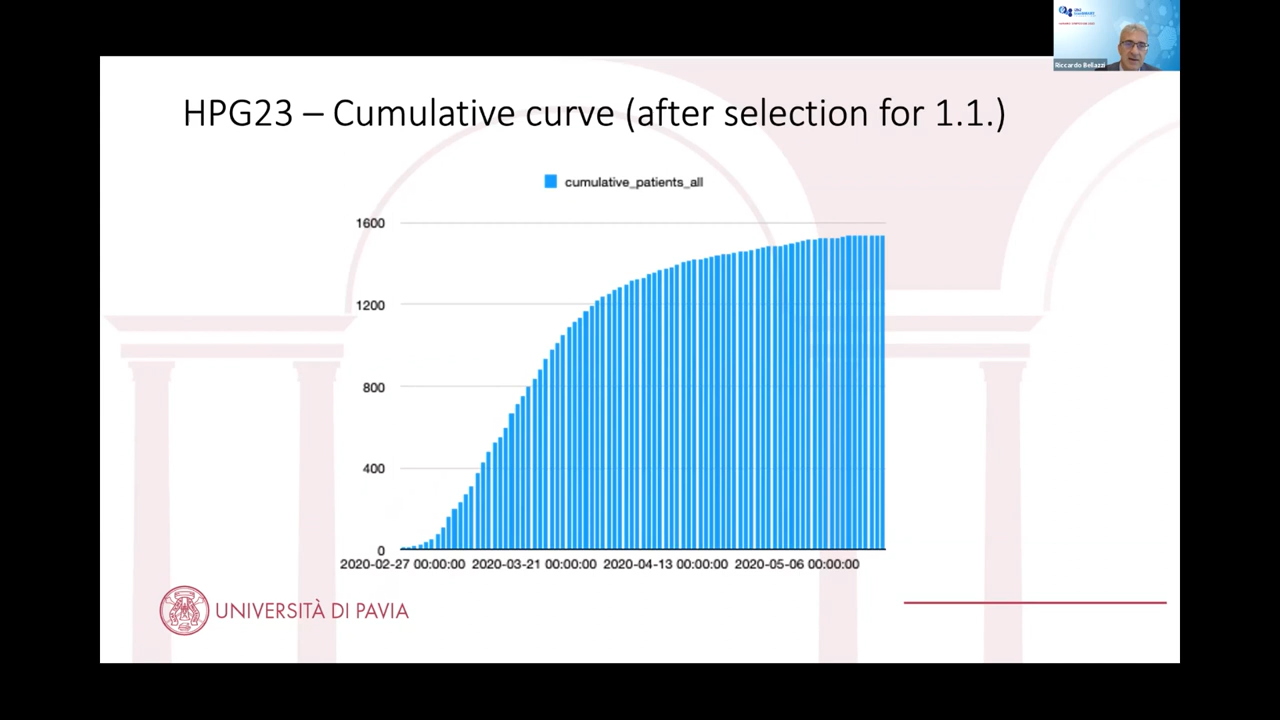 Riccardo Bellazzi
HPG23 – Cumulative curve (after selection for 1.1.)
cumulative_patients_all
1600
1200
800
400
0
2020-02-27 00:00:00 2020-03-21 00:00:00 2020-04-13 00:00:00 2020-05-06 00:00:00
UNIVERSITÀ DI PAVIA